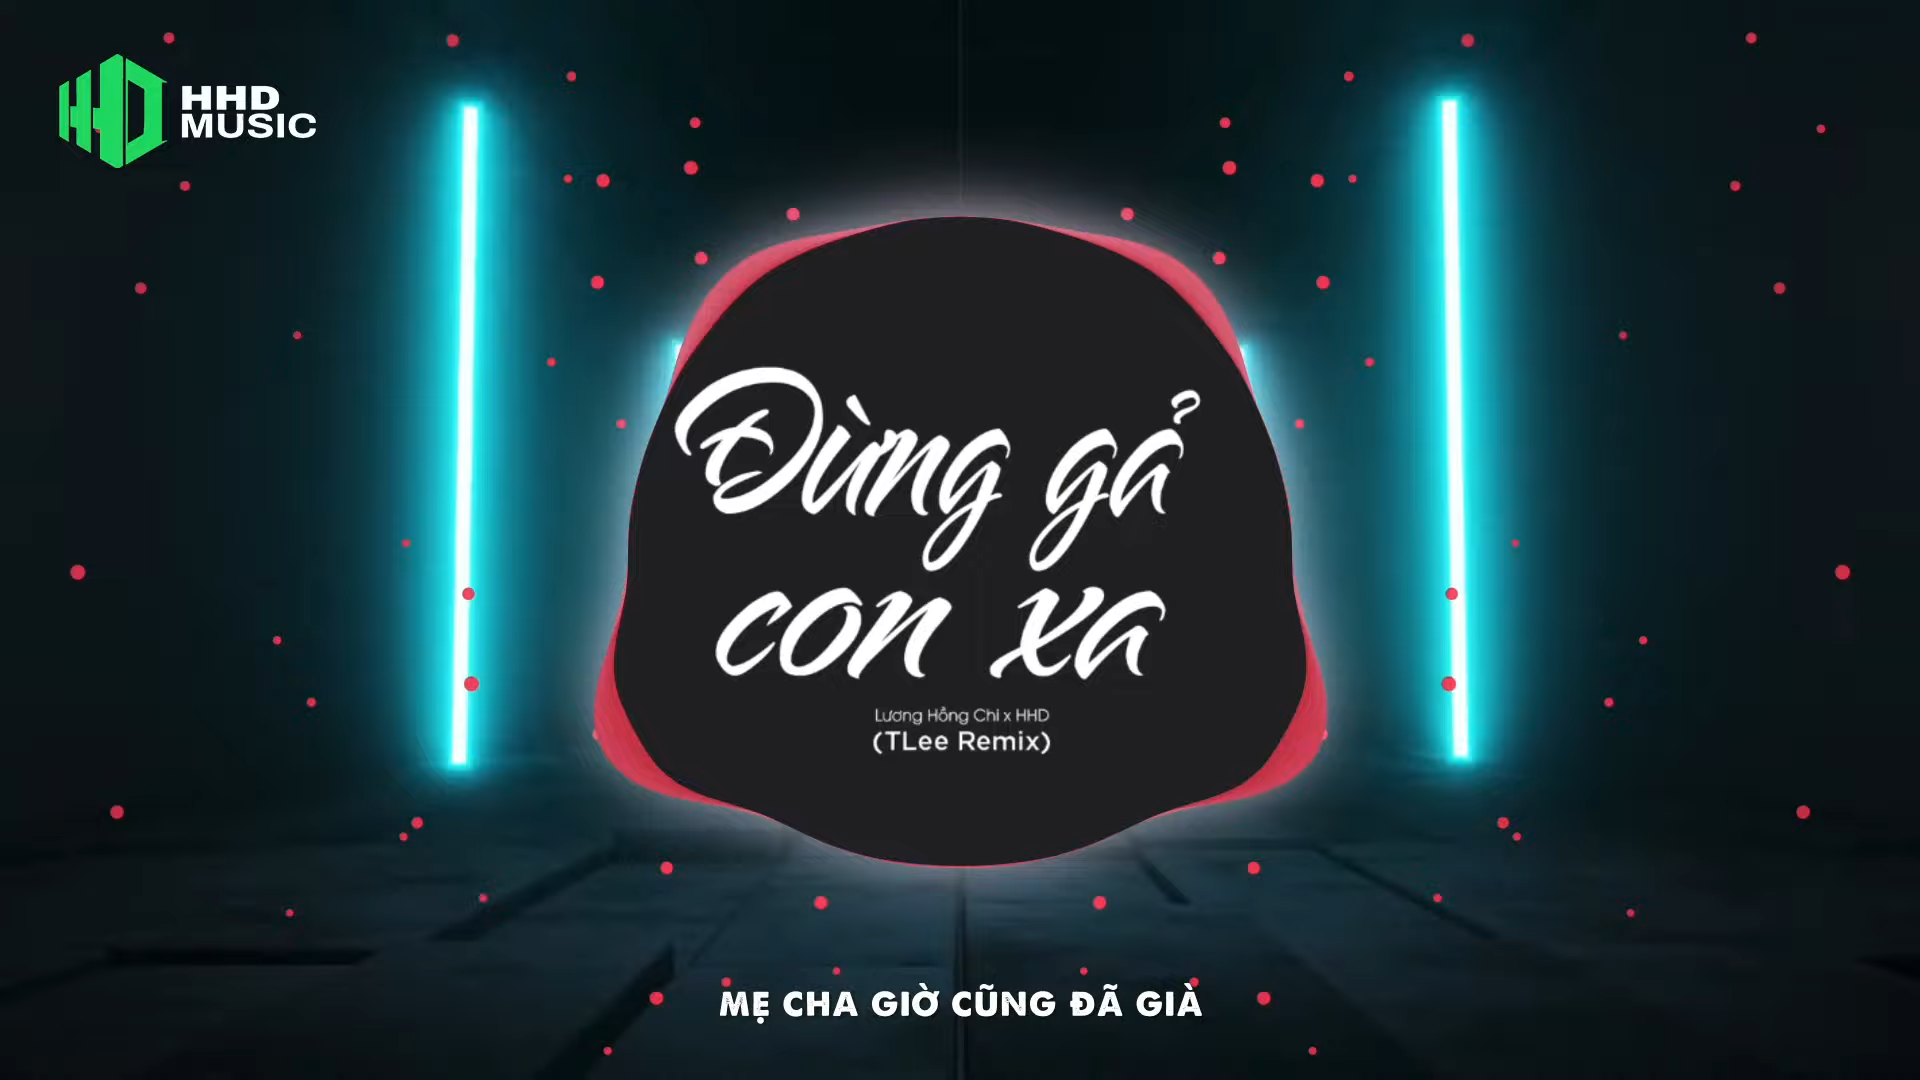 HHD
MUSIC
Đừng gả
con xa
Lương Hồng Chi x HHD
(TLee Remix)
MẸ CHA GIỜ CŨNG ĐÃ GIÀ